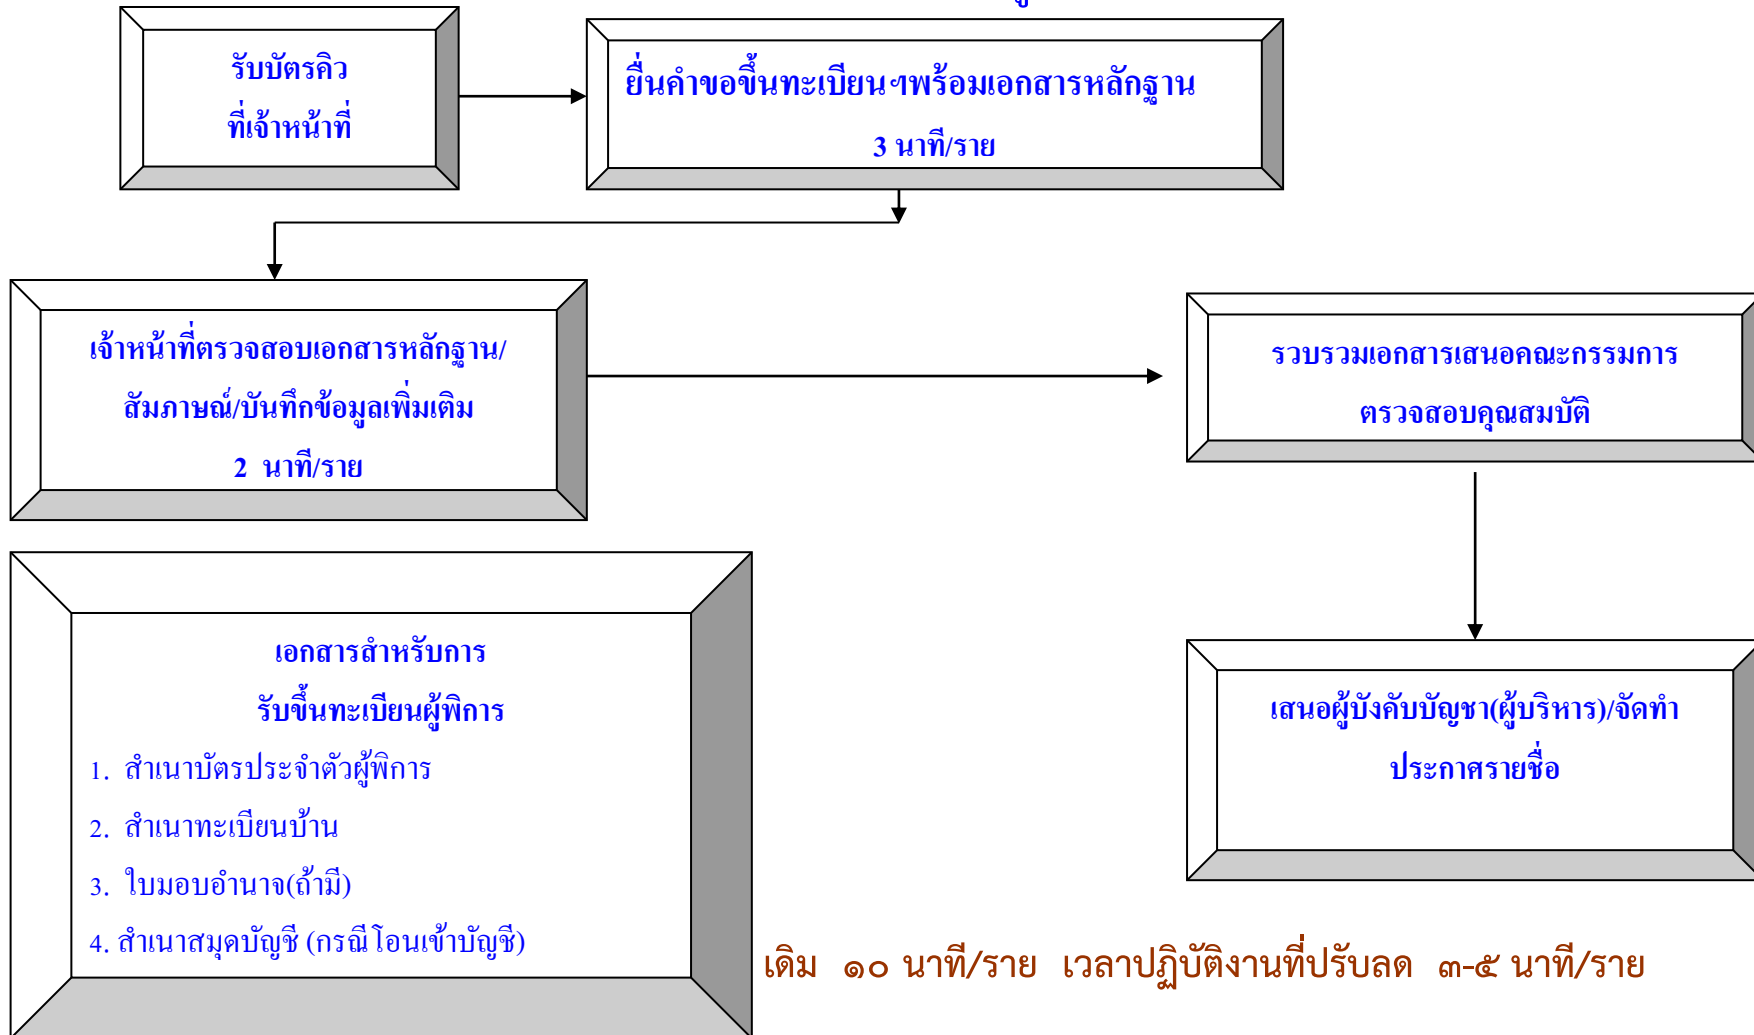 รับบัตรคิว
ที่เจ้าหน้าที่
ยื่นคำขอขึ้นทะเบียนฯพร้อมเอกสารหลักฐาน
3 นาที/ราย
เจ้าหน้าที่ตรวจสอบเอกสารหลักฐาน/
สัมภาษณ์/บันทึกข้อมูลเพิ่มเติม
2 นาที/ราย
รวบรวมเอกสารเสนอคณะกรรมการ
ตรวจสอบคุณสมบัติ
เสนอผู้บังคับบัญชา(ผู้บริหาร)/จัดทำ
ประกาศรายชื่อ
เอกสารสำหรับการ
รับขึ้นทะเบียนผู้พิการ
1. สำเนาบัตรประจำตัวผู้พิการ
2. สำเนาทะเบียนบ้าน
3. ใบมอบอำนาจ(ถ้ามี)
4. สำเนาสมุดบัญชี (กรณีโอนเข้าบัญชี)
เดิม ๑๐ นาที/ราย เวลาปฏิบัติงานที่ปรับลด ๓-๕ นาที/ราย